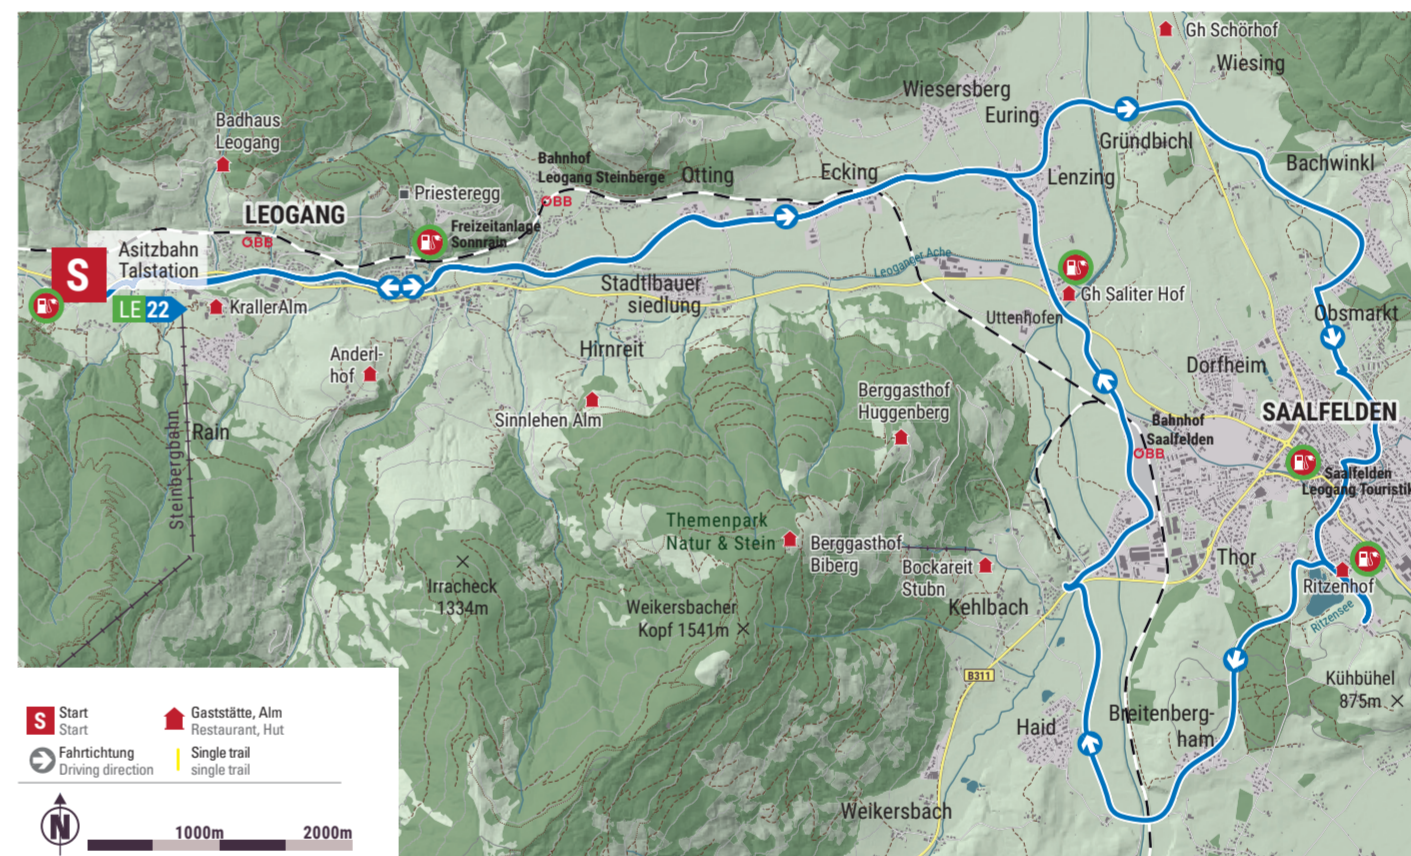 Gh Schörhof
Wiesing
Wiesersberg
Euring
Badhaus
Leogang
Gründbichl
Bachwinkl
Bahnhof
Leogang Steinberge
Otting
Ecking
Lenzing
Priesteregg
ÖBB
LEOGANG
Freizeitanlage
Sonnrain
ÖBB
S
Asitzbahn
Talstation
Leoganger Ache
Stadtlbauer
siedlung
Gh Saliter Hof
LE 22
KrallerAlm
Uttenhofen
Obsmarkt
Anderl-
hof
Hirnreit
Dorfheim
Berggasthof
Huggenberg
Sinnlehen Alm
SAALFELDEN
Bahnhof
Saalfelden
ÖBB
Rain
Steinbergbahn
Saalfelden
Leogang Touristik
Themenpark
Natur & Stein
Berggasthof
Biberg
Bockareit
Stubn
Thor
Irracheck
1334m
Ritzenhof
Ritzensee
Weikersbacher
Kopf 1541m
Kehlbach
B311
Kühbühel
875m
Haid
Breitenberg-
ham
Weikersbach
S
Start
Start
Gaststätte, Alm
Restaurant, Hut
Fahrtichtung
Driving direction
Single trail
single trail
N
1000m
2000m